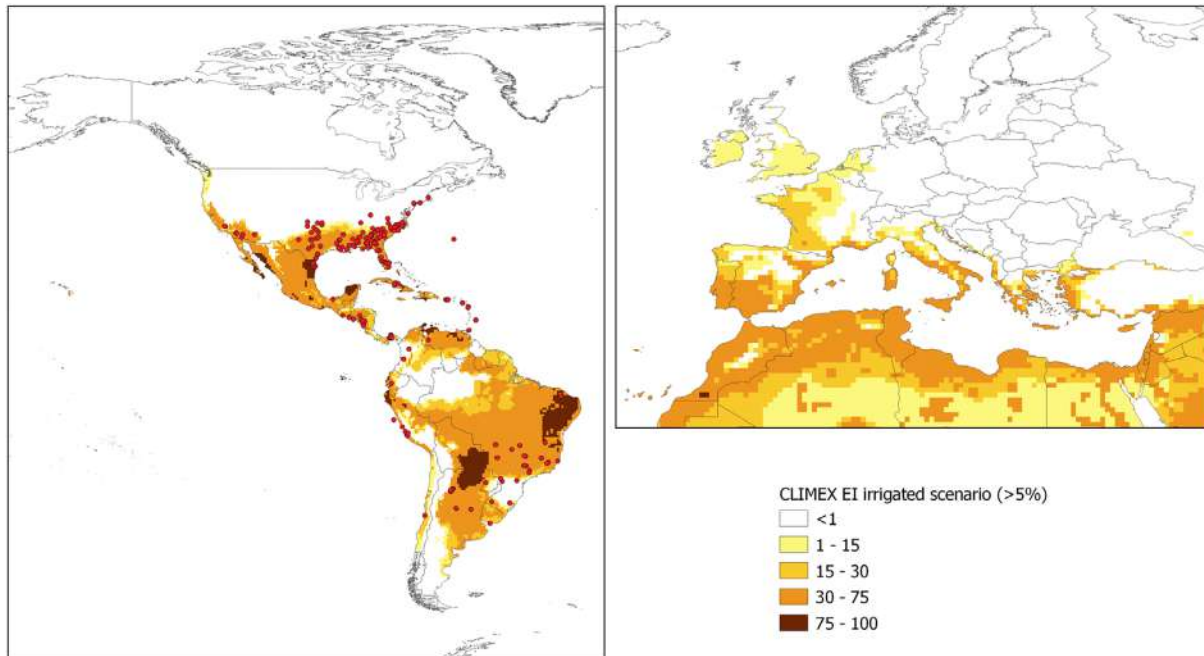 CLIMEX EI irrigated scenario (>5%)
<1
1 - 15
15 - 30
30 - 75
75 - 100